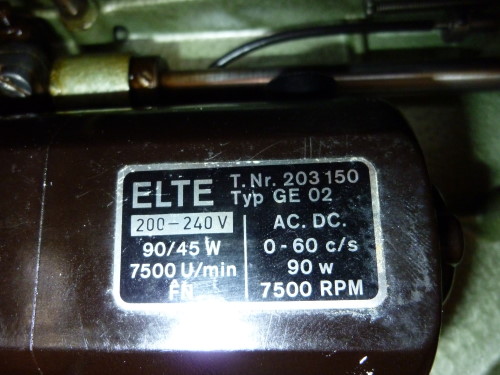 ELTE T. Nr. 203 150
Typ GE 02
200-240 V AC. DC.
90/45 W 0-60 c/s
7500 U/min 90 w
FN 7500 RPM